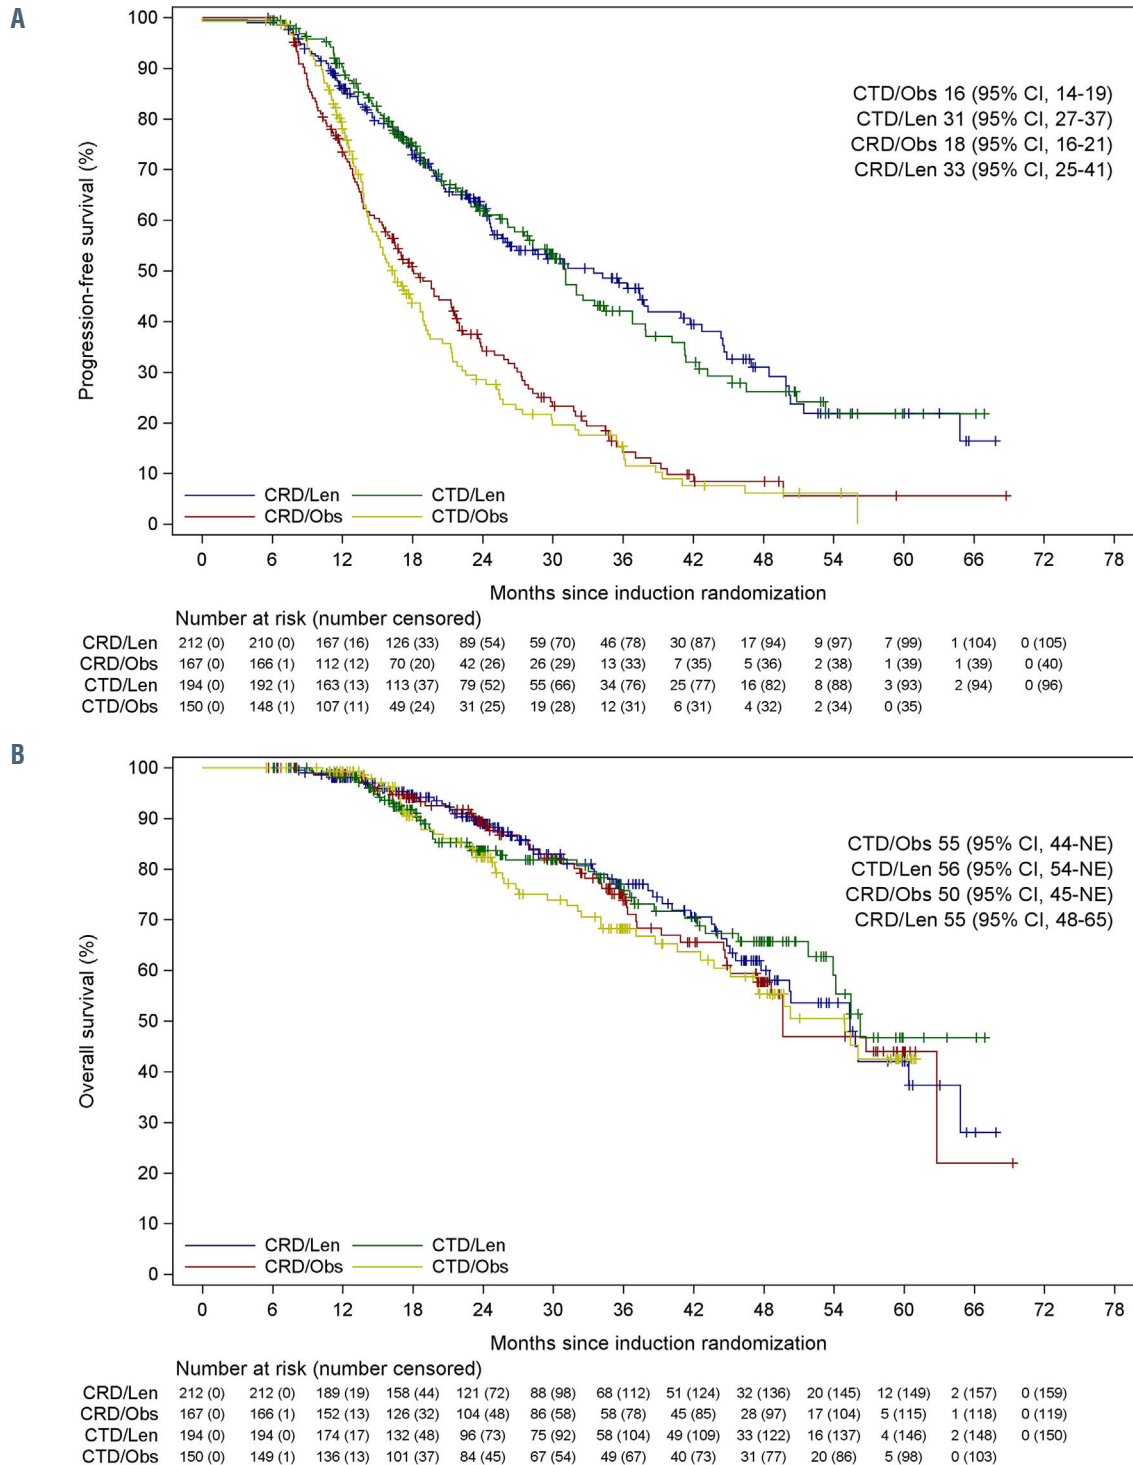 A
100
90
80
70
60
50
40
30
20
10
0
Progression-free survival (%)
CTD/Obs 16 (95% CI, 14-19)
CTD/Len 31 (95% CI, 27-37)
CRD/Obs 18 (95% CI, 16-21)
CRD/Len 33 (95% CI, 25-41)
CRD/Len CTD/Len
CRD/Obs CTD/Obs
0 6 12 18 24 30 36 42 48 54 60 66 72 78
Months since induction randomization
Number at risk (number censored)
CRD/Len 212 (0) 210 (0) 167 (16) 126 (33) 89 (54) 59 (70) 46 (78) 30 (87) 17 (94) 9 (97) 7 (99) 1 (104) 0 (105)
CRD/Obs 167 (0) 166 (1) 112 (12) 70 (20) 42 (26) 26 (29) 13 (33) 7 (35) 5 (36) 2 (38) 1 (39) 1 (39) 0 (40)
CTD/Len 194 (0) 192 (1) 163 (13) 113 (37) 79 (52) 55 (66) 34 (76) 25 (77) 16 (82) 8 (88) 3 (93) 2 (94) 0 (96)
CTD/Obs 150 (0) 148 (1) 107 (11) 49 (24) 31 (25) 19 (28) 12 (31) 6 (31) 4 (32) 2 (34) 0 (35)
B
100
90
80
70
60
50
40
30
20
10
0
Overall survival (%)
CTD/Obs 55 (95% CI, 44-NE)
CTD/Len 56 (95% CI, 54-NE)
CRD/Obs 50 (95% CI, 45-NE)
CRD/Len 55 (95% CI, 48-65)
CRD/Len CTD/Len
CRD/Obs CTD/Obs
0 6 12 18 24 30 36 42 48 54 60 66 72 78
Months since induction randomization
Number at risk (number censored)
CRD/Len 212 (0) 212 (0) 189 (19) 158 (44) 121 (72) 88 (98) 68 (112) 51 (124) 32 (136) 20 (145) 12 (149) 2 (157) 0 (159)
CRD/Obs 167 (0) 166 (1) 152 (13) 126 (32) 104 (48) 86 (58) 58 (78) 45 (85) 28 (97) 17 (104) 5 (115) 1 (118) 0 (119)
CTD/Len 194 (0) 194 (0) 174 (17) 132 (48) 96 (73) 75 (92) 58 (104) 49 (109) 33 (122) 16 (137) 4 (146) 2 (148) 0 (150)
CTD/Obs 150 (0) 149 (1) 136 (13) 101 (37) 84 (45) 67 (54) 49 (67) 40 (73) 31 (77) 20 (86) 5 (98) 0 (103)